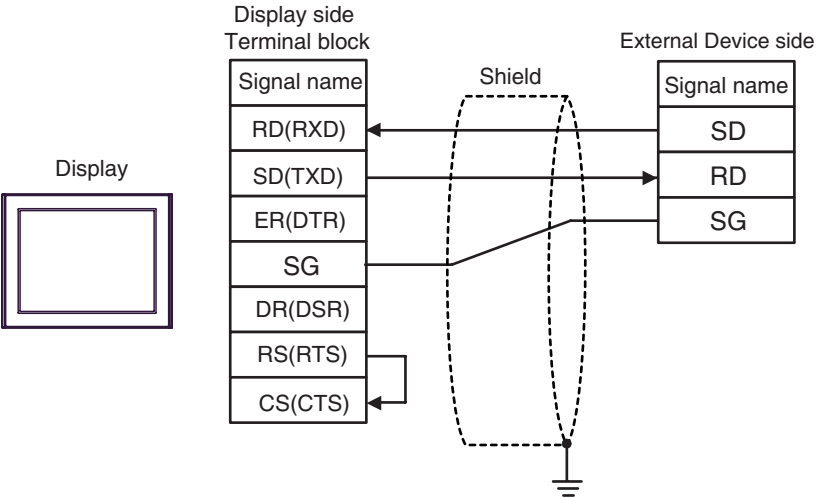 Display side
Terminal block
External Device side
Signal name
Shield
Signal name
RD(RXD)
SD
Display
SD(TXD)
RD
ER(DTR)
SG
SG
DR(DSR)
RS(RTS)
CS(CTS)